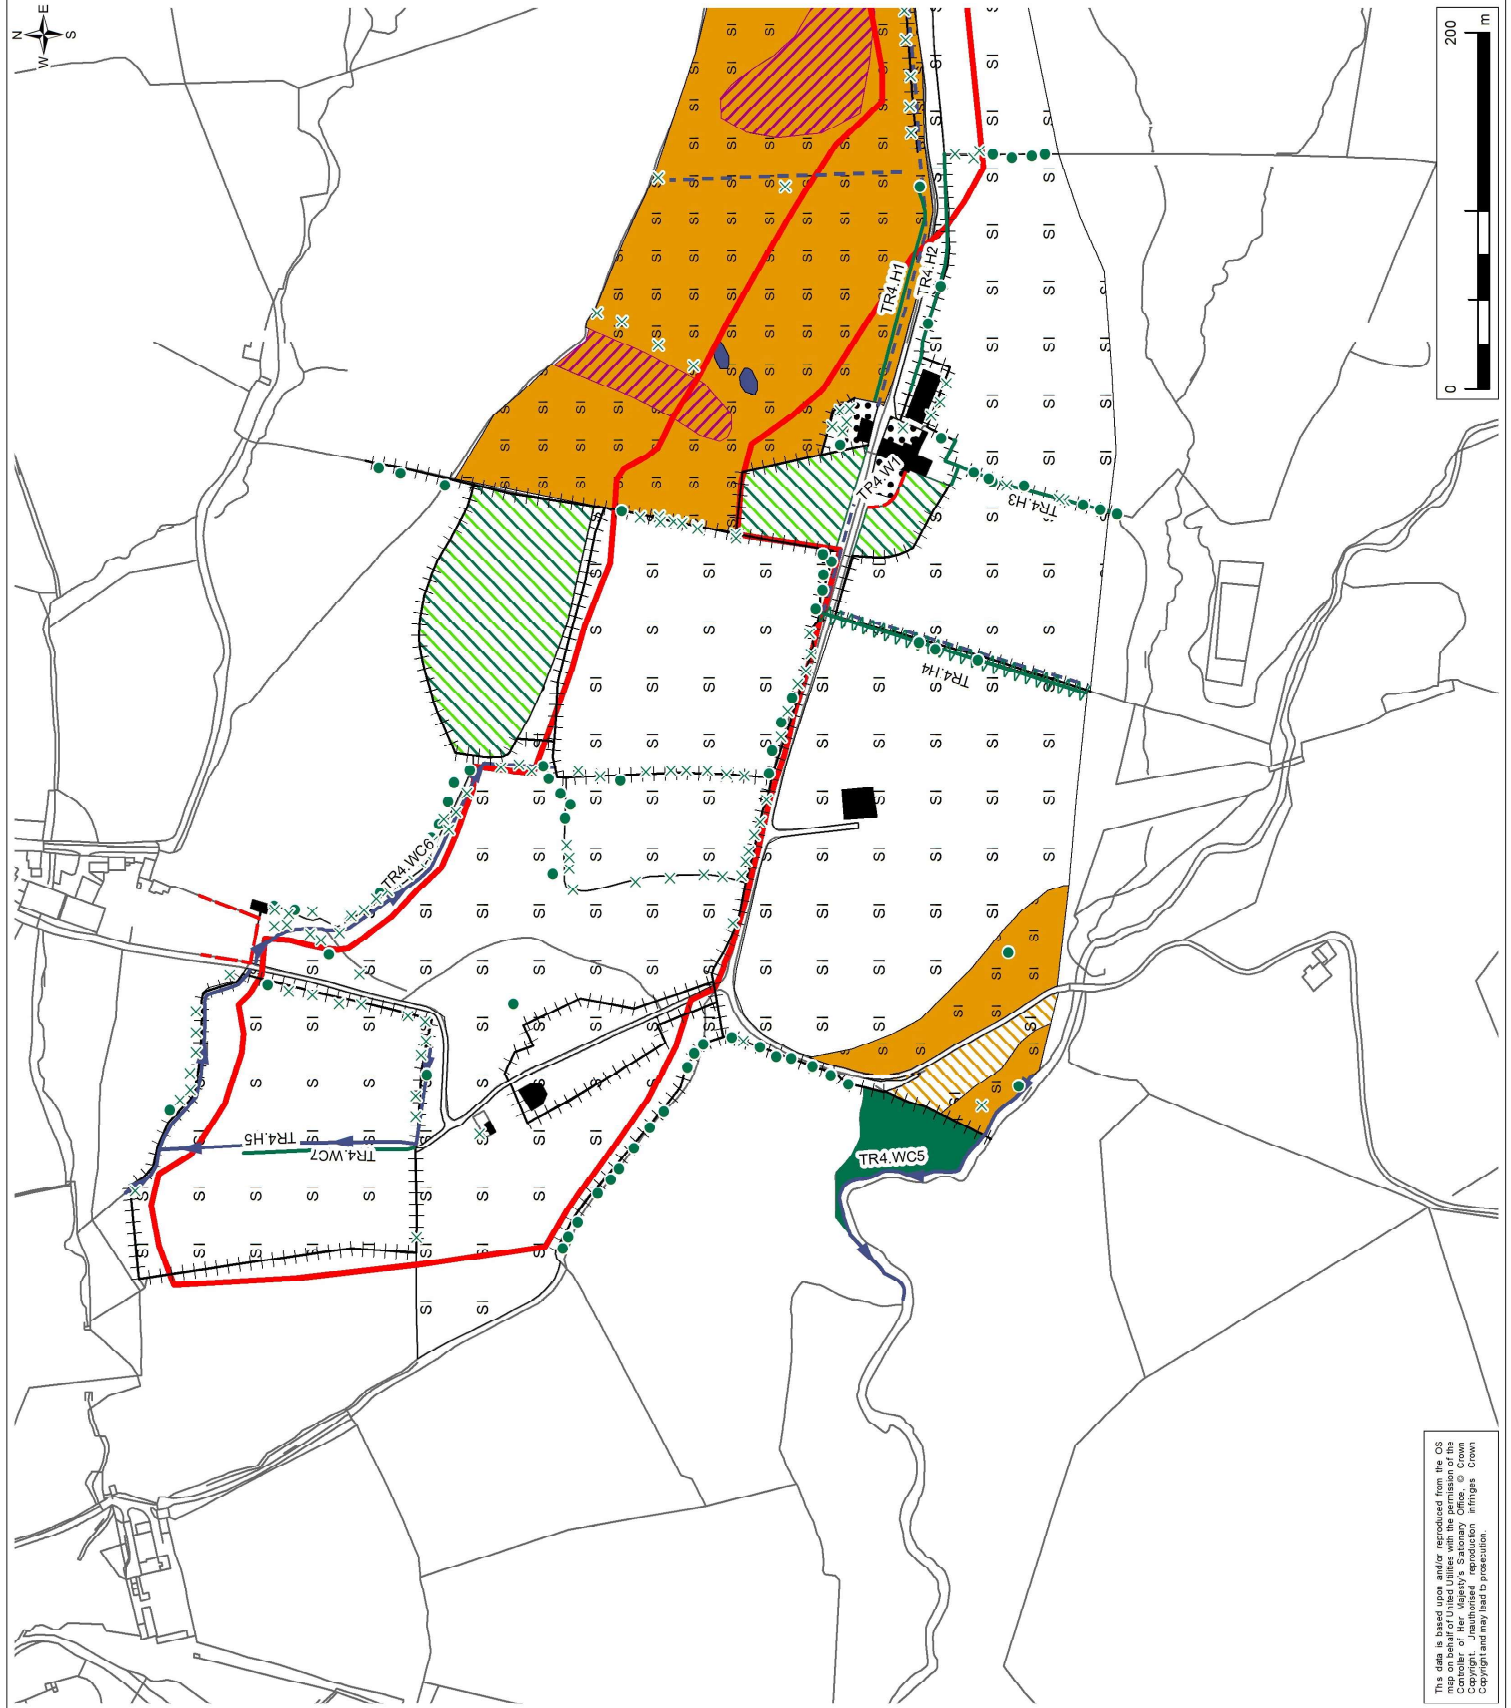 N
E
S
W
200
m
0
TR4.H1
TR4.H2
TR4.W1
TR4.H3
TR4.H4
TR4.WC6
TR4.H5
TR4.WC7
TR4.WC5
SI
This data is based upon and/or reproduced from the OS
map on behalf of United Utilities with the permission of the
Controller of Her Majesty's Stationary Office, © Crown
Copyright. Unauthorised reproduction infringes Crown
Copyright and may lead to prosecution.